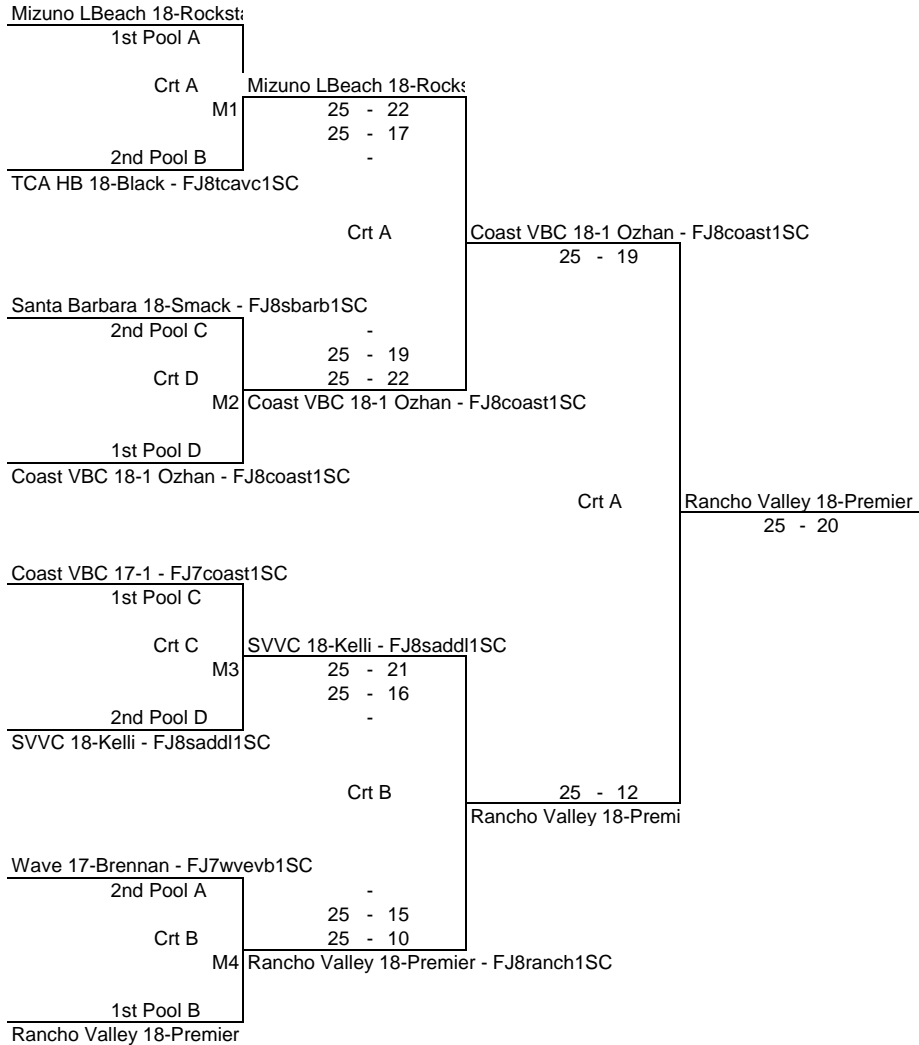 Mizuno LBeach 18-Rocksta
1st Pool A
Crt A Mizuno LBeach 18-Rocks
M1 25 - 22
25 - 17
2nd Pool B -
TCA HB 18-Black - FJ8tcavc1SC
Crt A Coast VBC 18-1 Ozhan - FJ8coast1SC
25 - 19
Santa Barbara 18-Smack - FJ8sbarb1SC
2nd Pool C -
25 - 19
Crt D 25 - 22
M2 Coast VBC 18-1 Ozhan - FJ8coast1SC
1st Pool D
Coast VBC 18-1 Ozhan - FJ8coast1SC
Crt A Rancho Valley 18-Premier
25 - 20
Coast VBC 17-1 - FJ7coast1SC
1st Pool C
Crt C SVVC 18-Kelli - FJ8saddl1SC
M3 25 - 21
25 - 16
2nd Pool D -
SVVC 18-Kelli - FJ8saddl1SC
Crt B 25 - 12
Rancho Valley 18-Premi
Wave 17-Brennan - FJ7wvevb1SC
2nd Pool A -
25 - 15
Crt B 25 - 10
M4 Rancho Valley 18-Premier - FJ8ranch1SC
1st Pool B
Rancho Valley 18-Premier